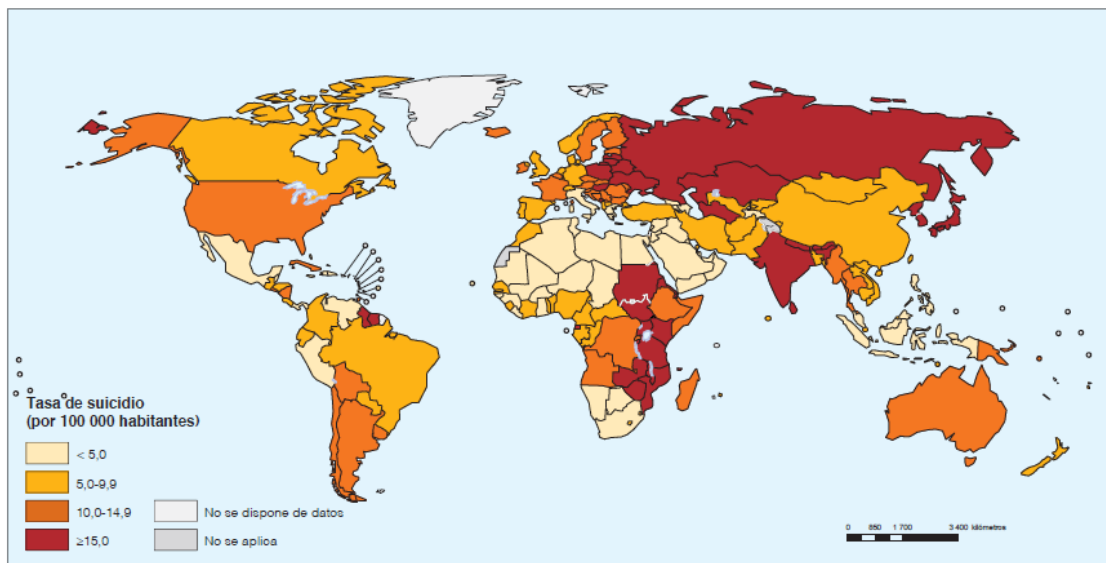 Tasa de suicidio
(por 100 000 habitantes)
< 5,0
5,0-9,9
10,0-14,9
≥15,0
No se dispone de datos
No se aplica
0 850 1 700 3 400 kilómetros